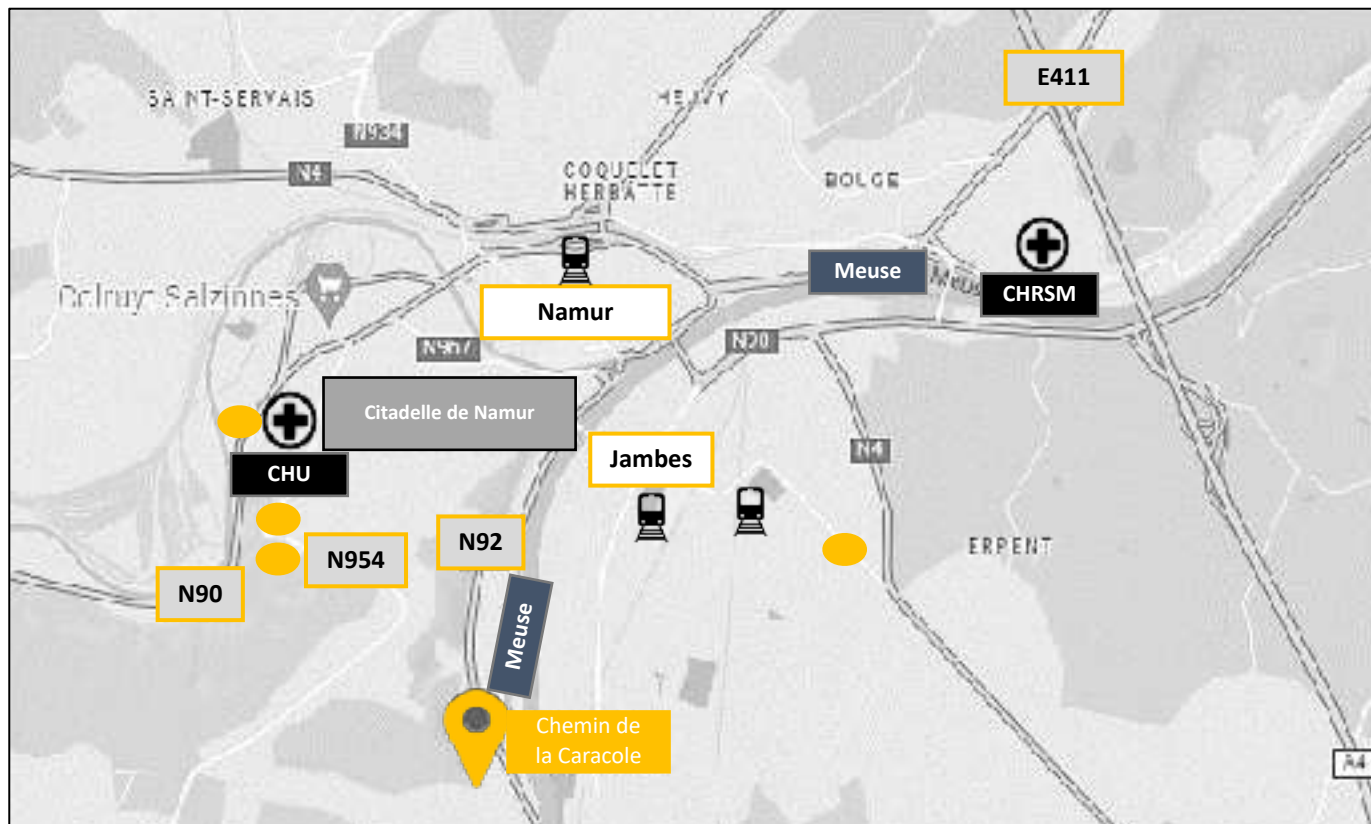 E411
SAINT-SERVAIS
HEUVY
N934
COQUELET
HERBATTE
N4
BOLGE
Meuse
CHRSM
Colruyt Salzinnes
Namur
N967
N20
Citadelle de Namur
Jambes
N4
CHU
N92
N954
ERPENT
N90
Meuse
Chemin de
la Caracole
A4